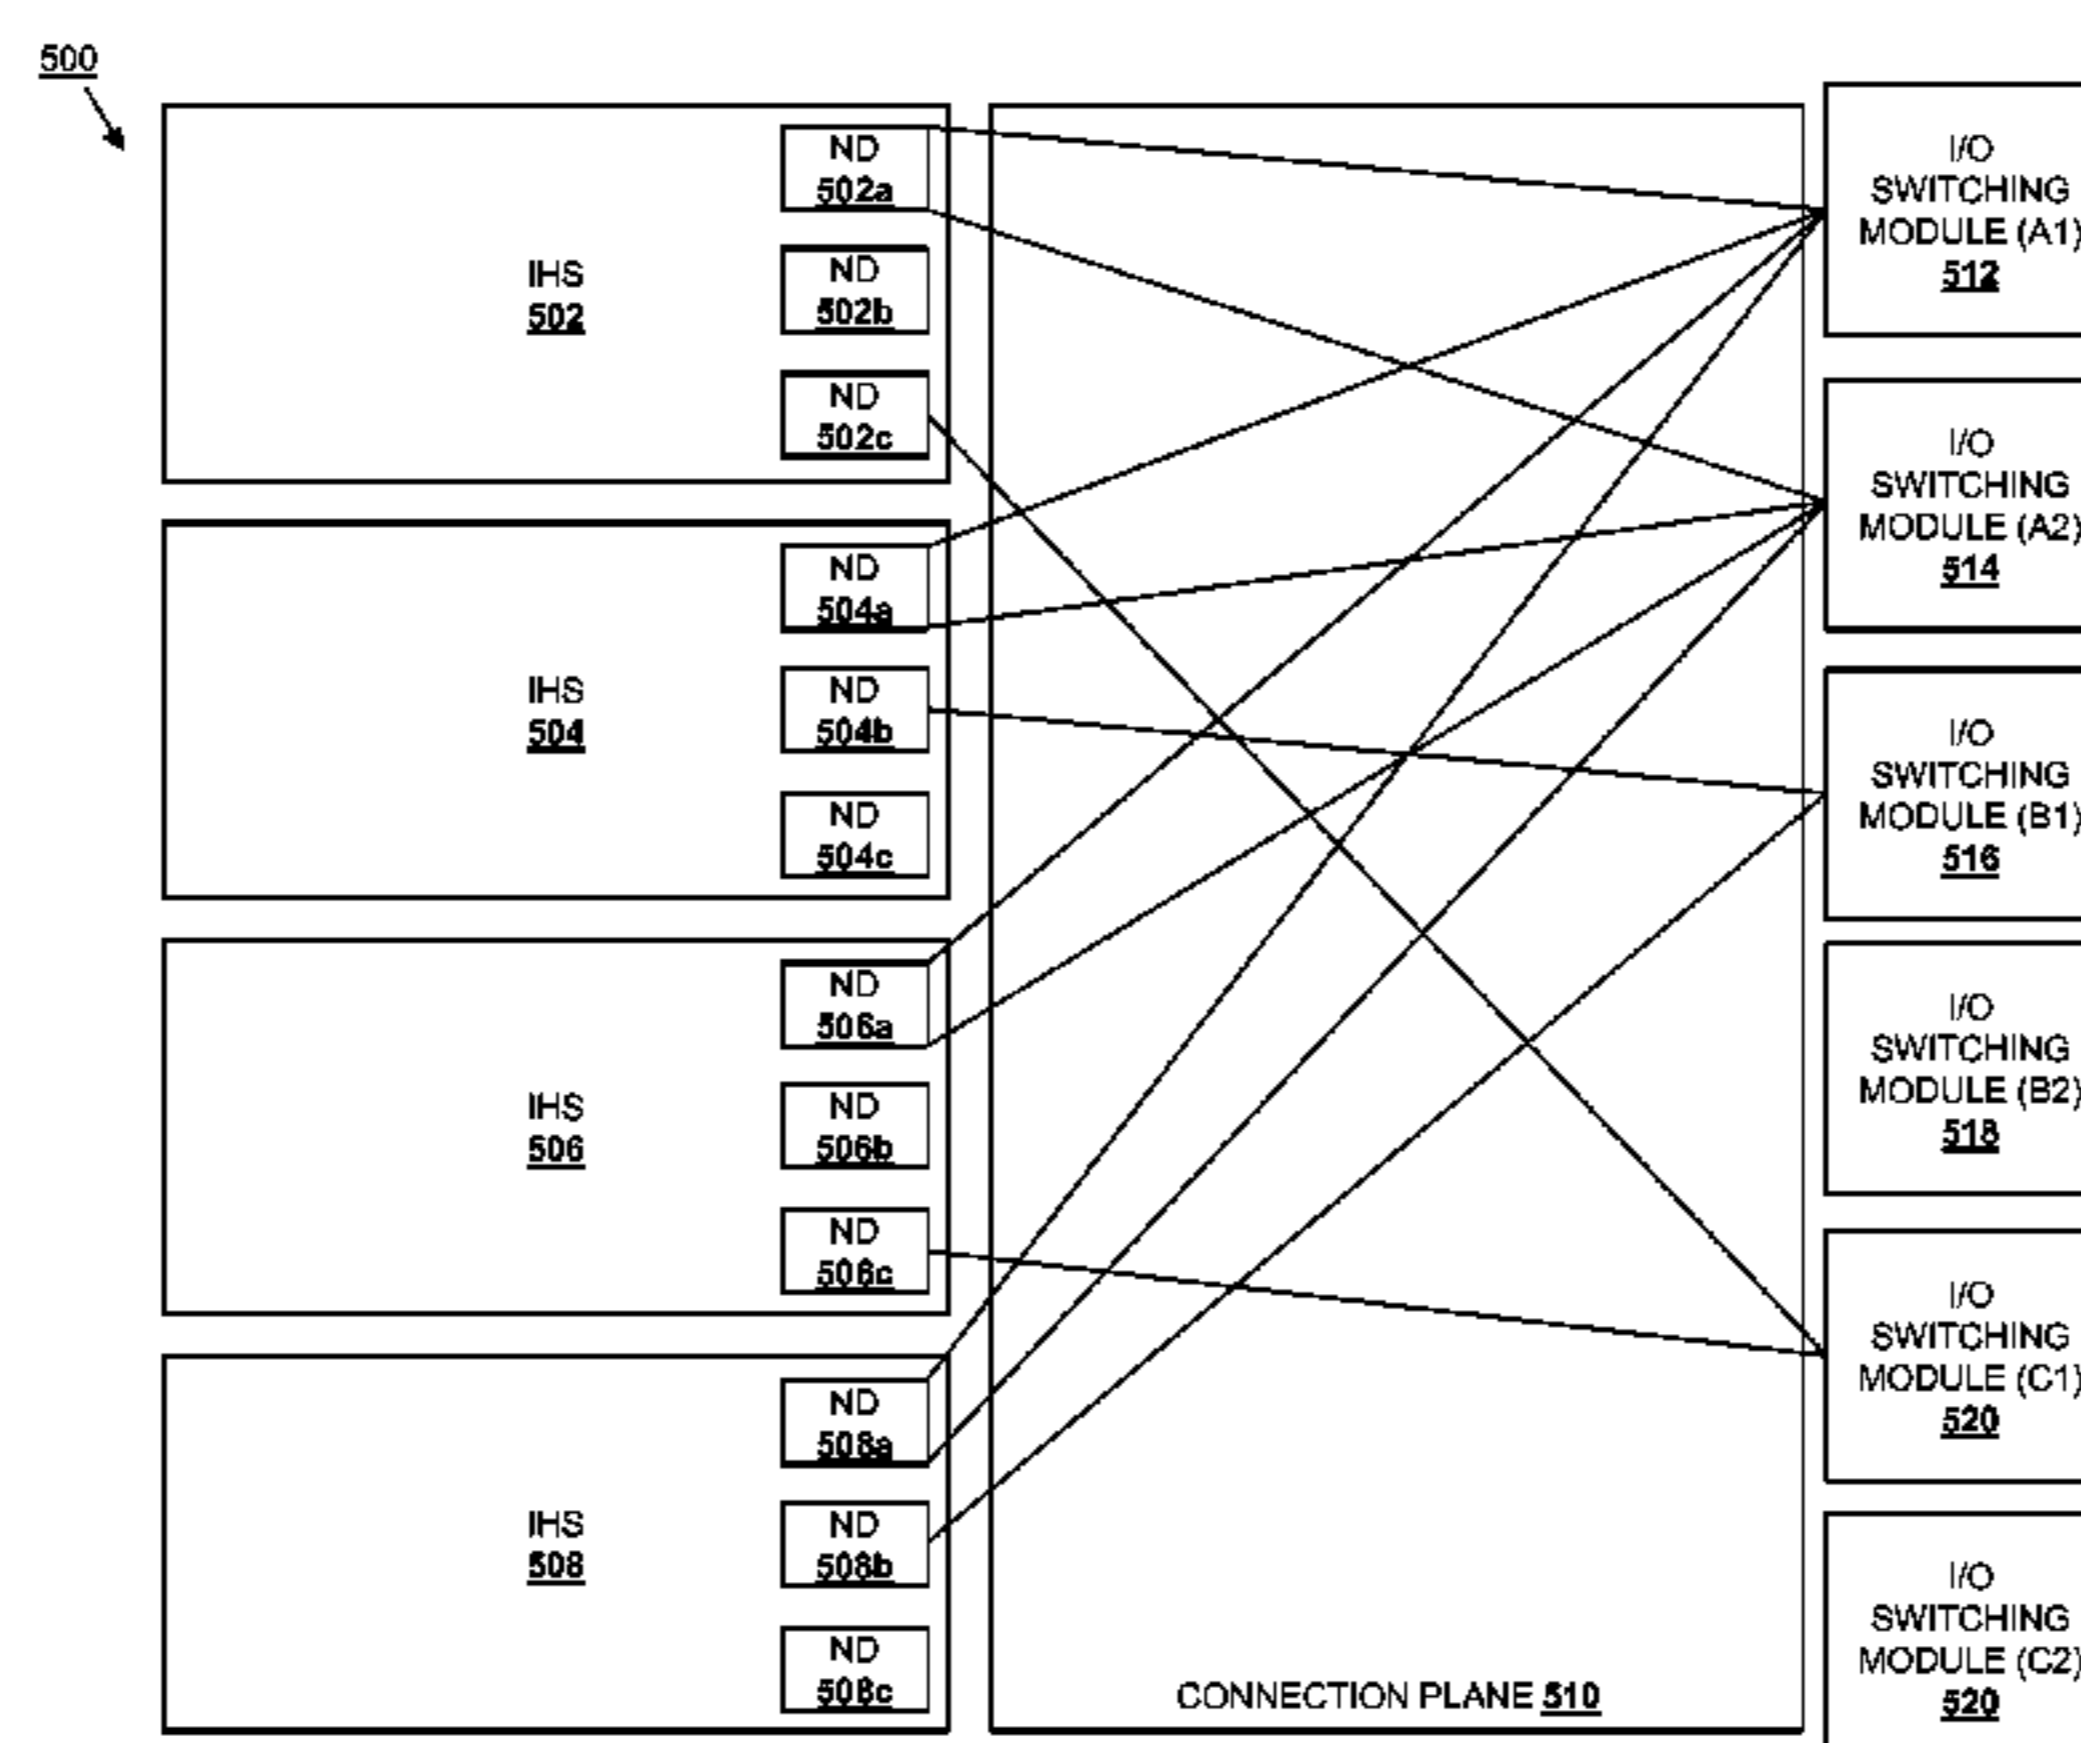 500
IHS
502
ND
502a
ND
502b
ND
502c
IHS
504
ND
504a
ND
504b
ND
504c
IHS
506
ND
506a
ND
506b
ND
506c
IHS
508
ND
508a
ND
508b
ND
508c
CONNECTION PLANE 510
I/O
SWITCHING
MODULE (A1)
512
I/O
SWITCHING
MODULE (A2)
514
I/O
SWITCHING
MODULE (B1)
516
I/O
SWITCHING
MODULE (B2)
518
I/O
SWITCHING
MODULE (C1)
520
I/O
SWITCHING
MODULE (C2)
520